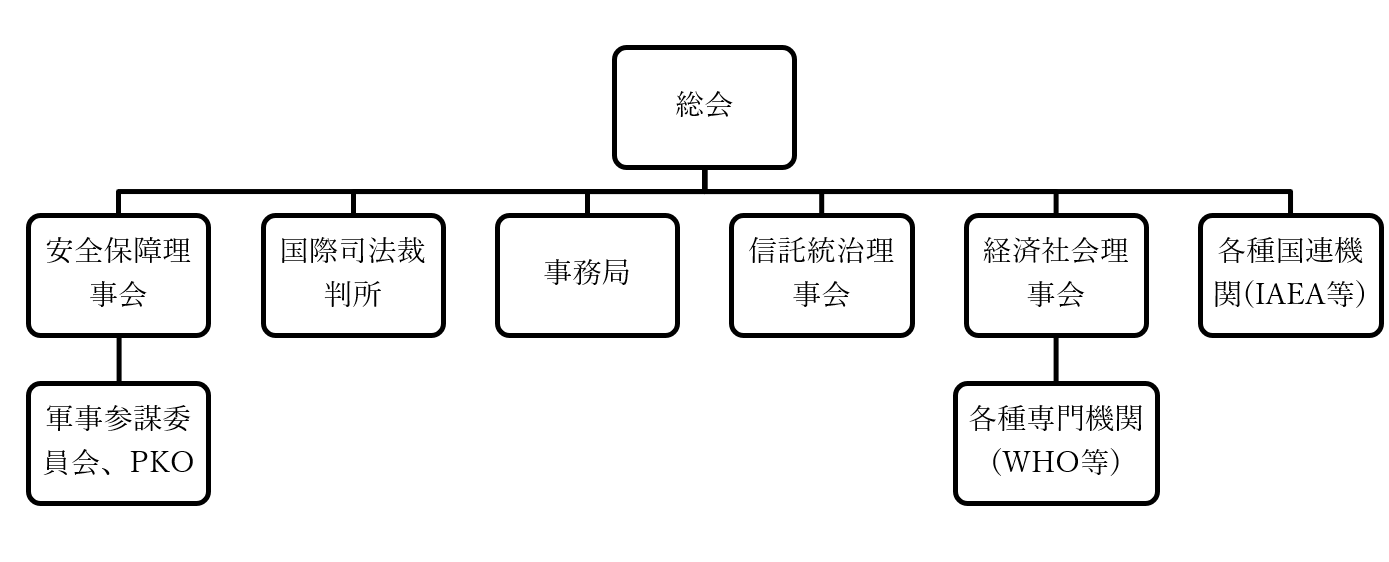 総会
安全保障理
事会
国際司法裁
判所
事務局
信託統治理
事会
経済社会理
事会
各種国連機
関(IAEA等)
軍事参謀委
員会、PKO
各種専門機関
(WHO等)